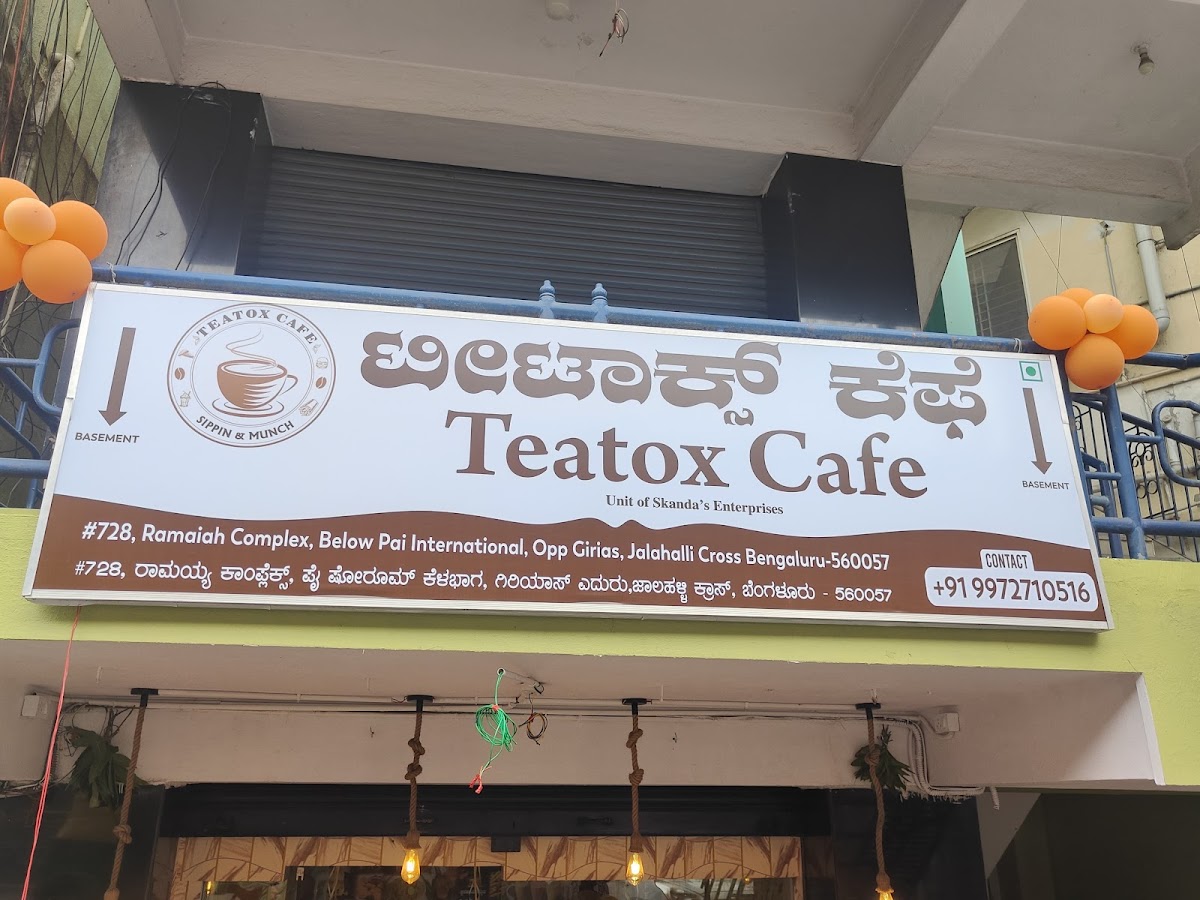 ಟೀಟಾಕ್ಸ್ ಕೆಫೆ
TEATOX CAFE
SIPPIN & MUNCH
BASEMENT
Teatox Cafe
BASEMENT
Unit of Skanda's Enterprises
#728, Ramaiah Complex, Below Pai International, Opp Girias, Jalahalli Cross Bengaluru-560057
#728, ರಾಮಯ್ಯ ಕಾಂಪ್ಲೆಕ್ಸ್, ಪೈ ಷೋರೂಮ್ ಕೆಳಭಾಗ, ಗಿರಿಯಾಸ್ ಎದುರು,ಜಾಲಹಳ್ಳಿ ಕ್ರಾಸ್, ಬೆಂಗಳೂರು - 560057
CONTACT
+91 9972710516